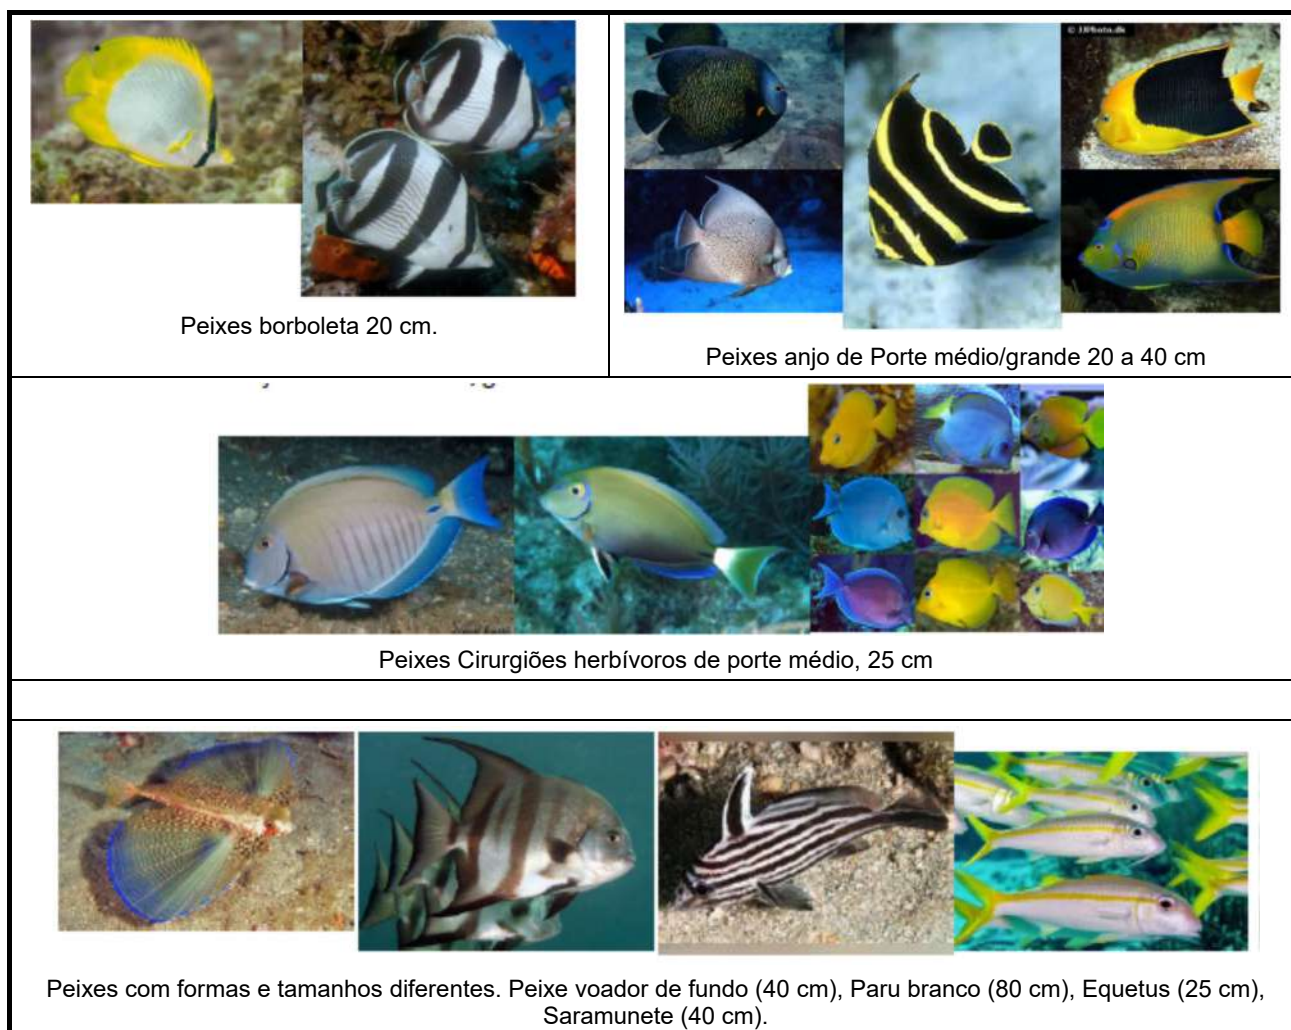 © JJPhoto.dk
Peixes borboleta 20 cm.
Peixes anjo de Porte médio/grande 20 a 40 cm
Peixes Cirurgiões herbívoros de porte médio, 25 cm
Peixes com formas e tamanhos diferentes. Peixe voador de fundo (40 cm), Paru branco (80 cm), Equetus (25 cm),
Saramunete (40 cm).